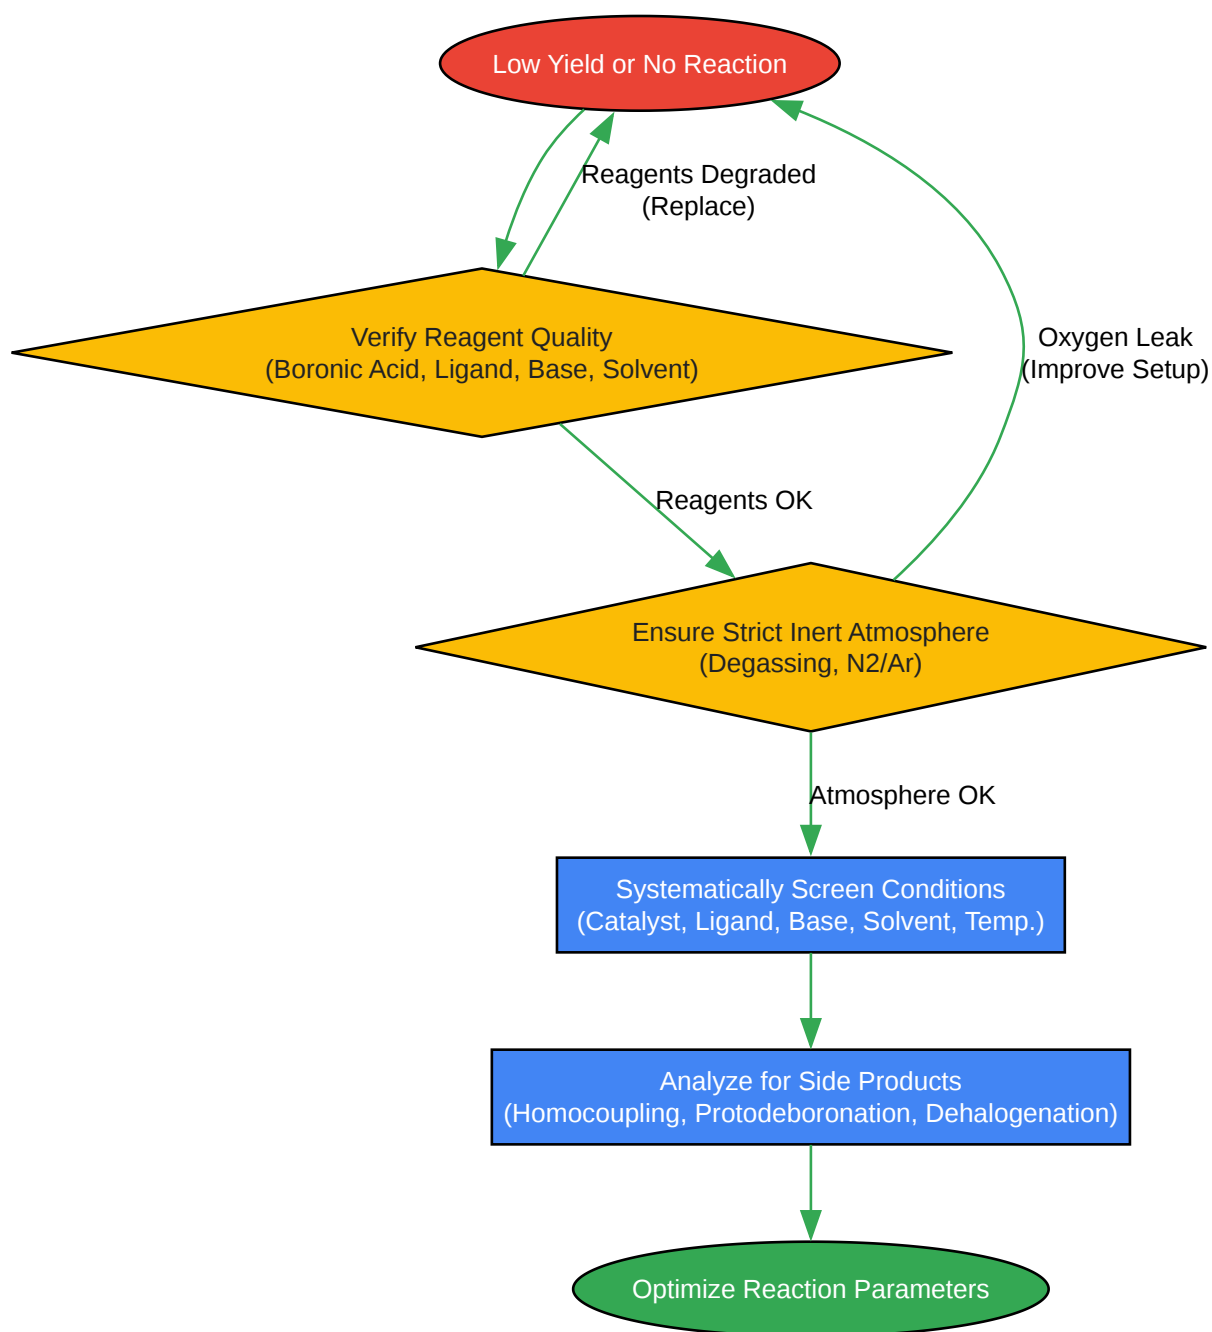 Low Yield or No Reaction
Reagents Degraded
(Replace)
Verify Reagent Quality
(Boronic Acid, Ligand, Base, Solvent)
Oxygen Leak
(Improve Setup)
Reagents OK
Ensure Strict Inert Atmosphere
(Degassing, N2/Ar)
Atmosphere OK
Systematically Screen Conditions
(Catalyst, Ligand, Base, Solvent, Temp.)
Analyze for Side Products
(Homocoupling, Protodeboronation, Dehalogenation)
Optimize Reaction Parameters